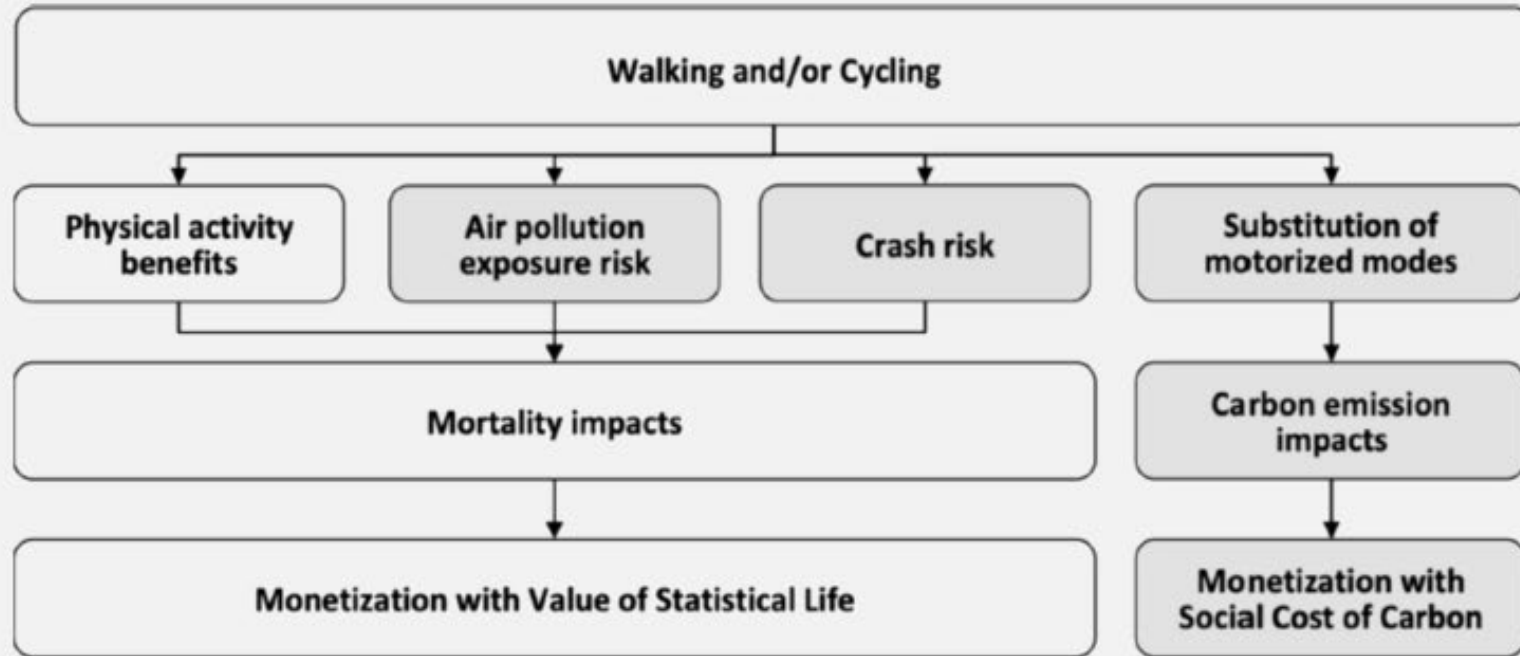 Walking and/or Cycling
Physical activity
benefits
Air pollution
exposure risk
Crash risk
Substitution of
motorized modes
Mortality impacts
Carbon emission
impacts
Monetization with Value of Statistical Life
Monetization with
Social Cost of Carbon